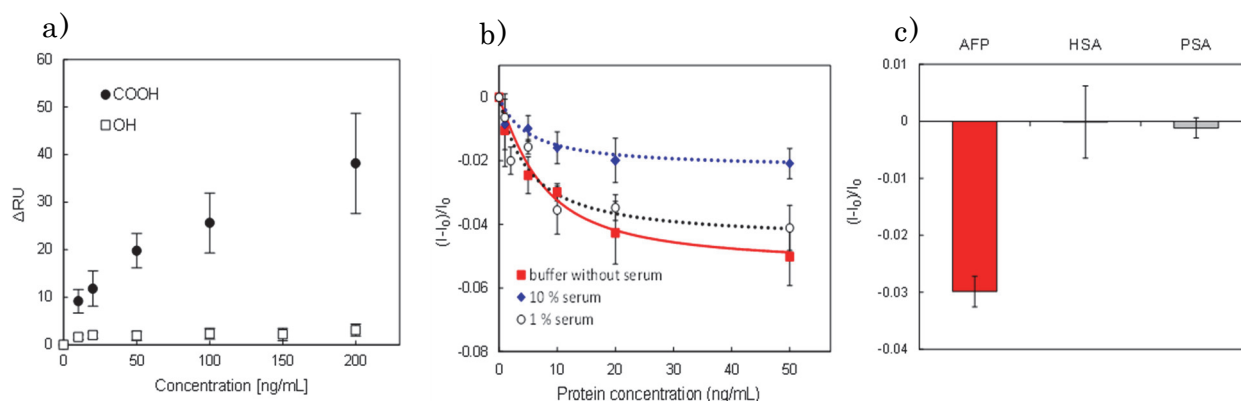 a)
60
50
40
30
20
10
0
COOH
OH
ΔRU
0
50
100
150
200
Concentration [ng/mL]
b)
0
-0.02
-0.04
-0.06
-0.08
(I-I₀)/I₀
buffer without serum
10 % serum
1 % serum
0
10
20
30
40
50
Protein concentration (ng/mL)
c)
AFP
HSA
PSA
0.01
0
-0.01
-0.02
-0.03
-0.04
(I-I₀)/I₀